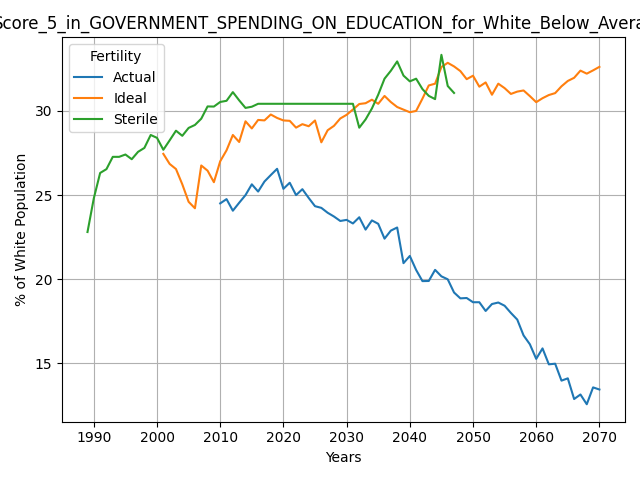 Score_5_in_GOVERNMENT_SPENDING_ON_EDUCATION_for_White_Below_Avera
Fertility
Actual
Ideal
Sterile
% of White Population
30
25
20
15
1990 2000 2010 2020 2030 2040 2050 2060 2070
Years